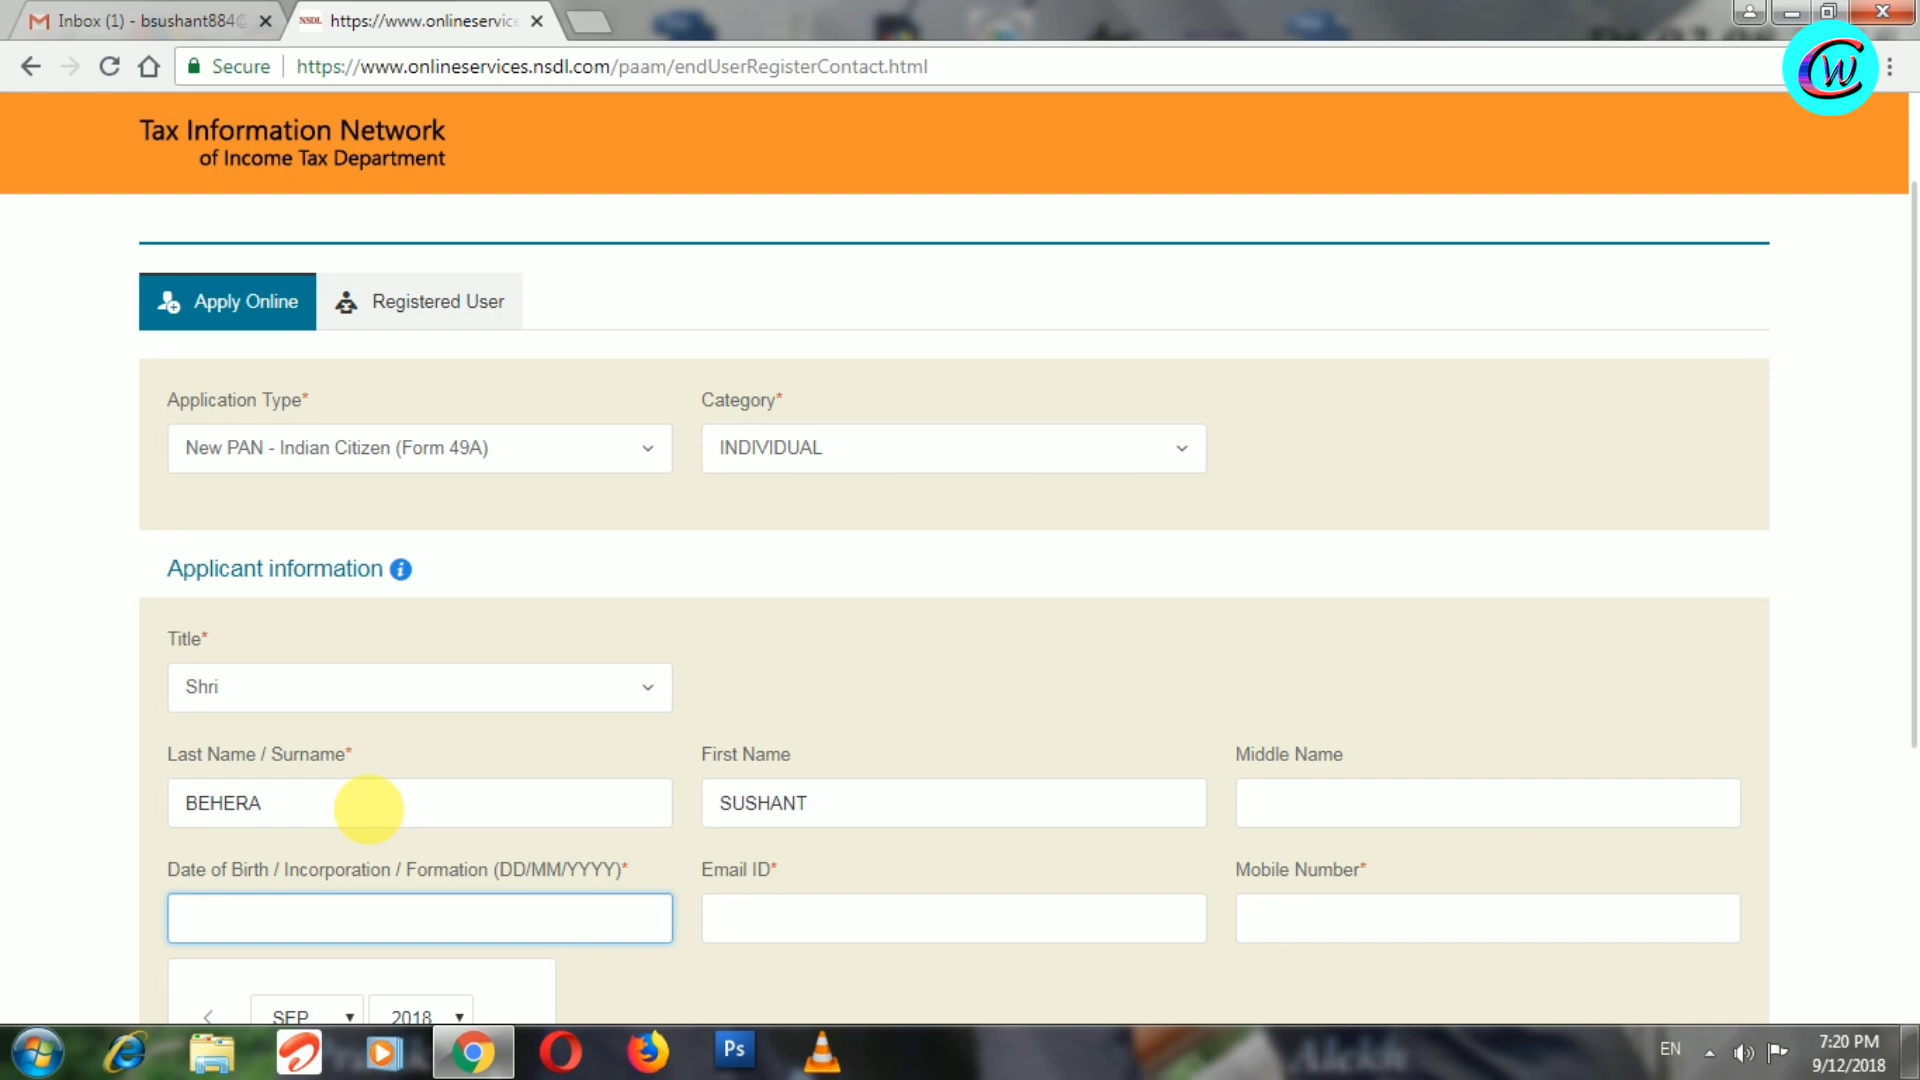 Inbox (1) - bsushant884@
NSDL https://www.onlineservic
Secure https://www.onlineservices.nsdl.com/paam/endUserRegisterContact.html
CW
Tax Information Network
of Income Tax Department
Apply Online Registered User
Application Type* Category*
New PAN - Indian Citizen (Form 49A) INDIVIDUAL
Applicant information i
Title*
Shri
Last Name / Surname* First Name Middle Name
BEHERA SUSHANT
Date of Birth / Incorporation / Formation (DD/MM/YYYY)* Email ID* Mobile Number*
SEP 2018
Ps
EN
7:20 PM
9/12/2018